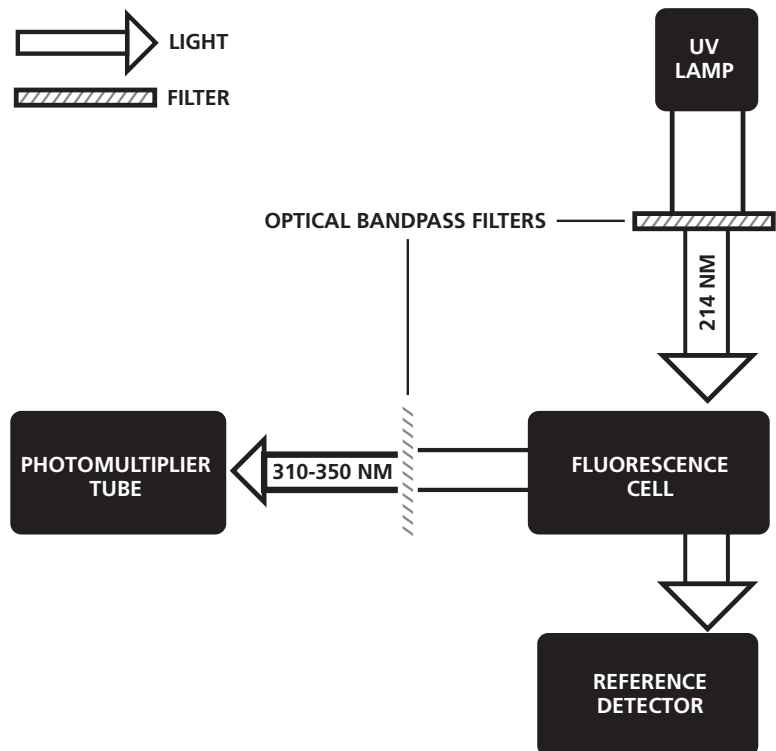 LIGHT
FILTER
UV
LAMP
OPTICAL BANDPASS FILTERS
214 NM
PHOTOMULTIPLIER
TUBE
310-350 NM
FLUORESCENCE
CELL
REFERENCE
DETECTOR